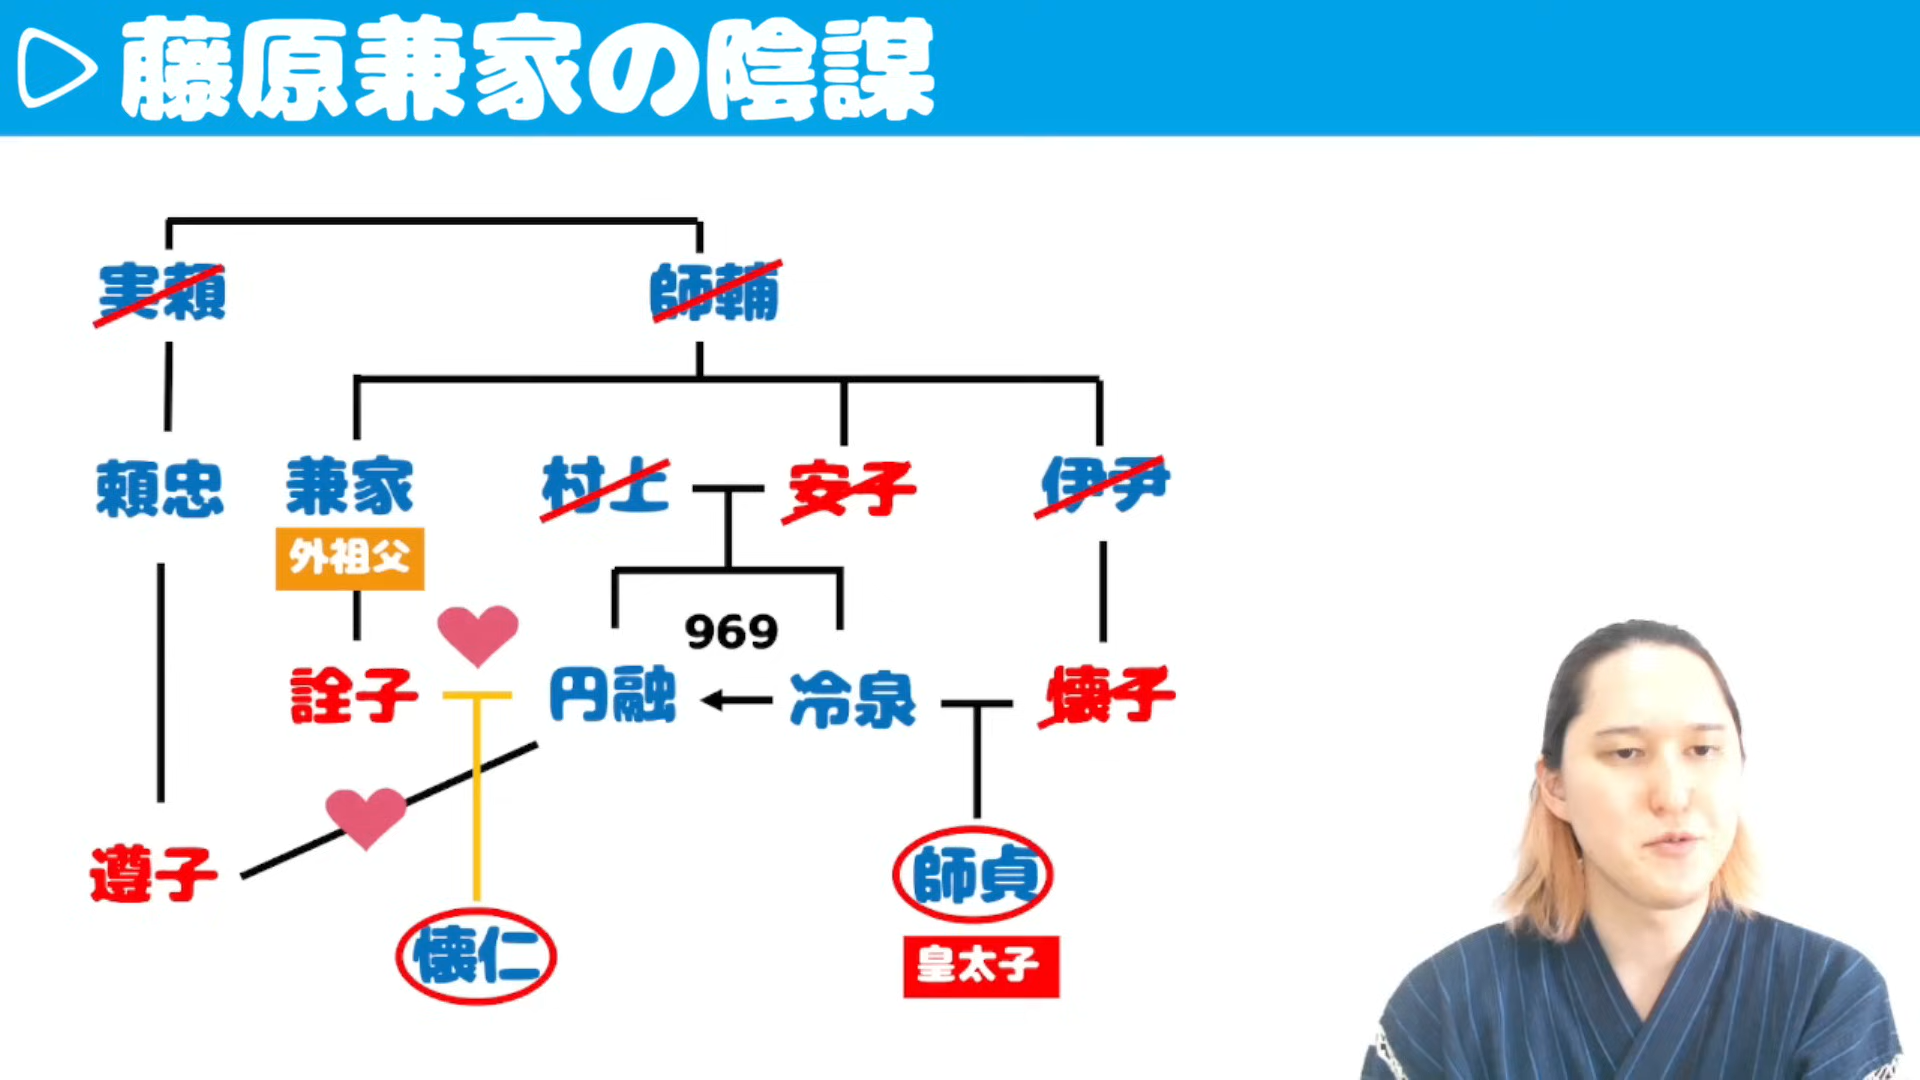 藤原兼家の陰謀
実頼
師輔
頼忠
兼家
村上
安子
伊尹
外祖父
969
詮子
円融
冷泉
懐子
遵子
師貞
懐仁
皇太子